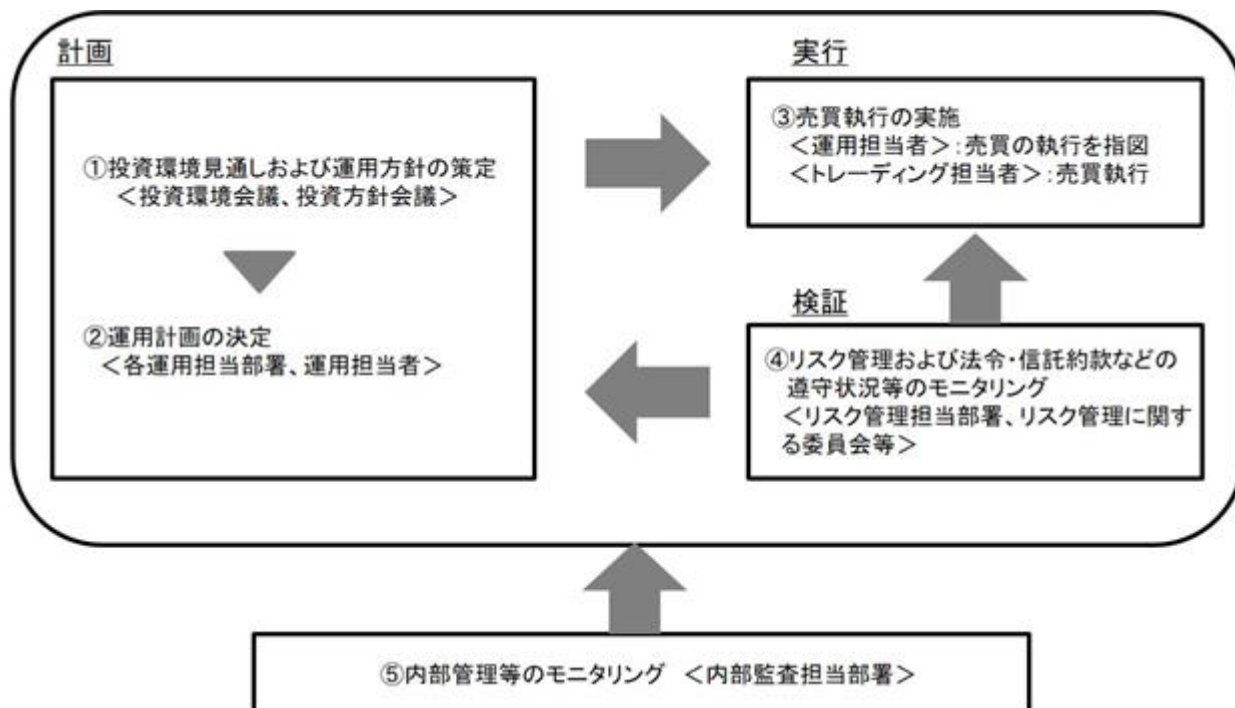 計画
①投資環境見通しおよび運用方針の策定
＜投資環境会議、投資方針会議＞
②運用計画の決定
＜各運用担当部署、運用担当者＞
実行
③売買執行の実施
＜運用担当者＞:売買の執行を指図
＜トレーディング担当者＞:売買執行
検証
④リスク管理および法令・信託約款などの
遵守状況等のモニタリング
＜リスク管理担当部署、リスク管理に関す
る委員会等＞
⑤内部管理等のモニタリング ＜内部監査担当部署＞